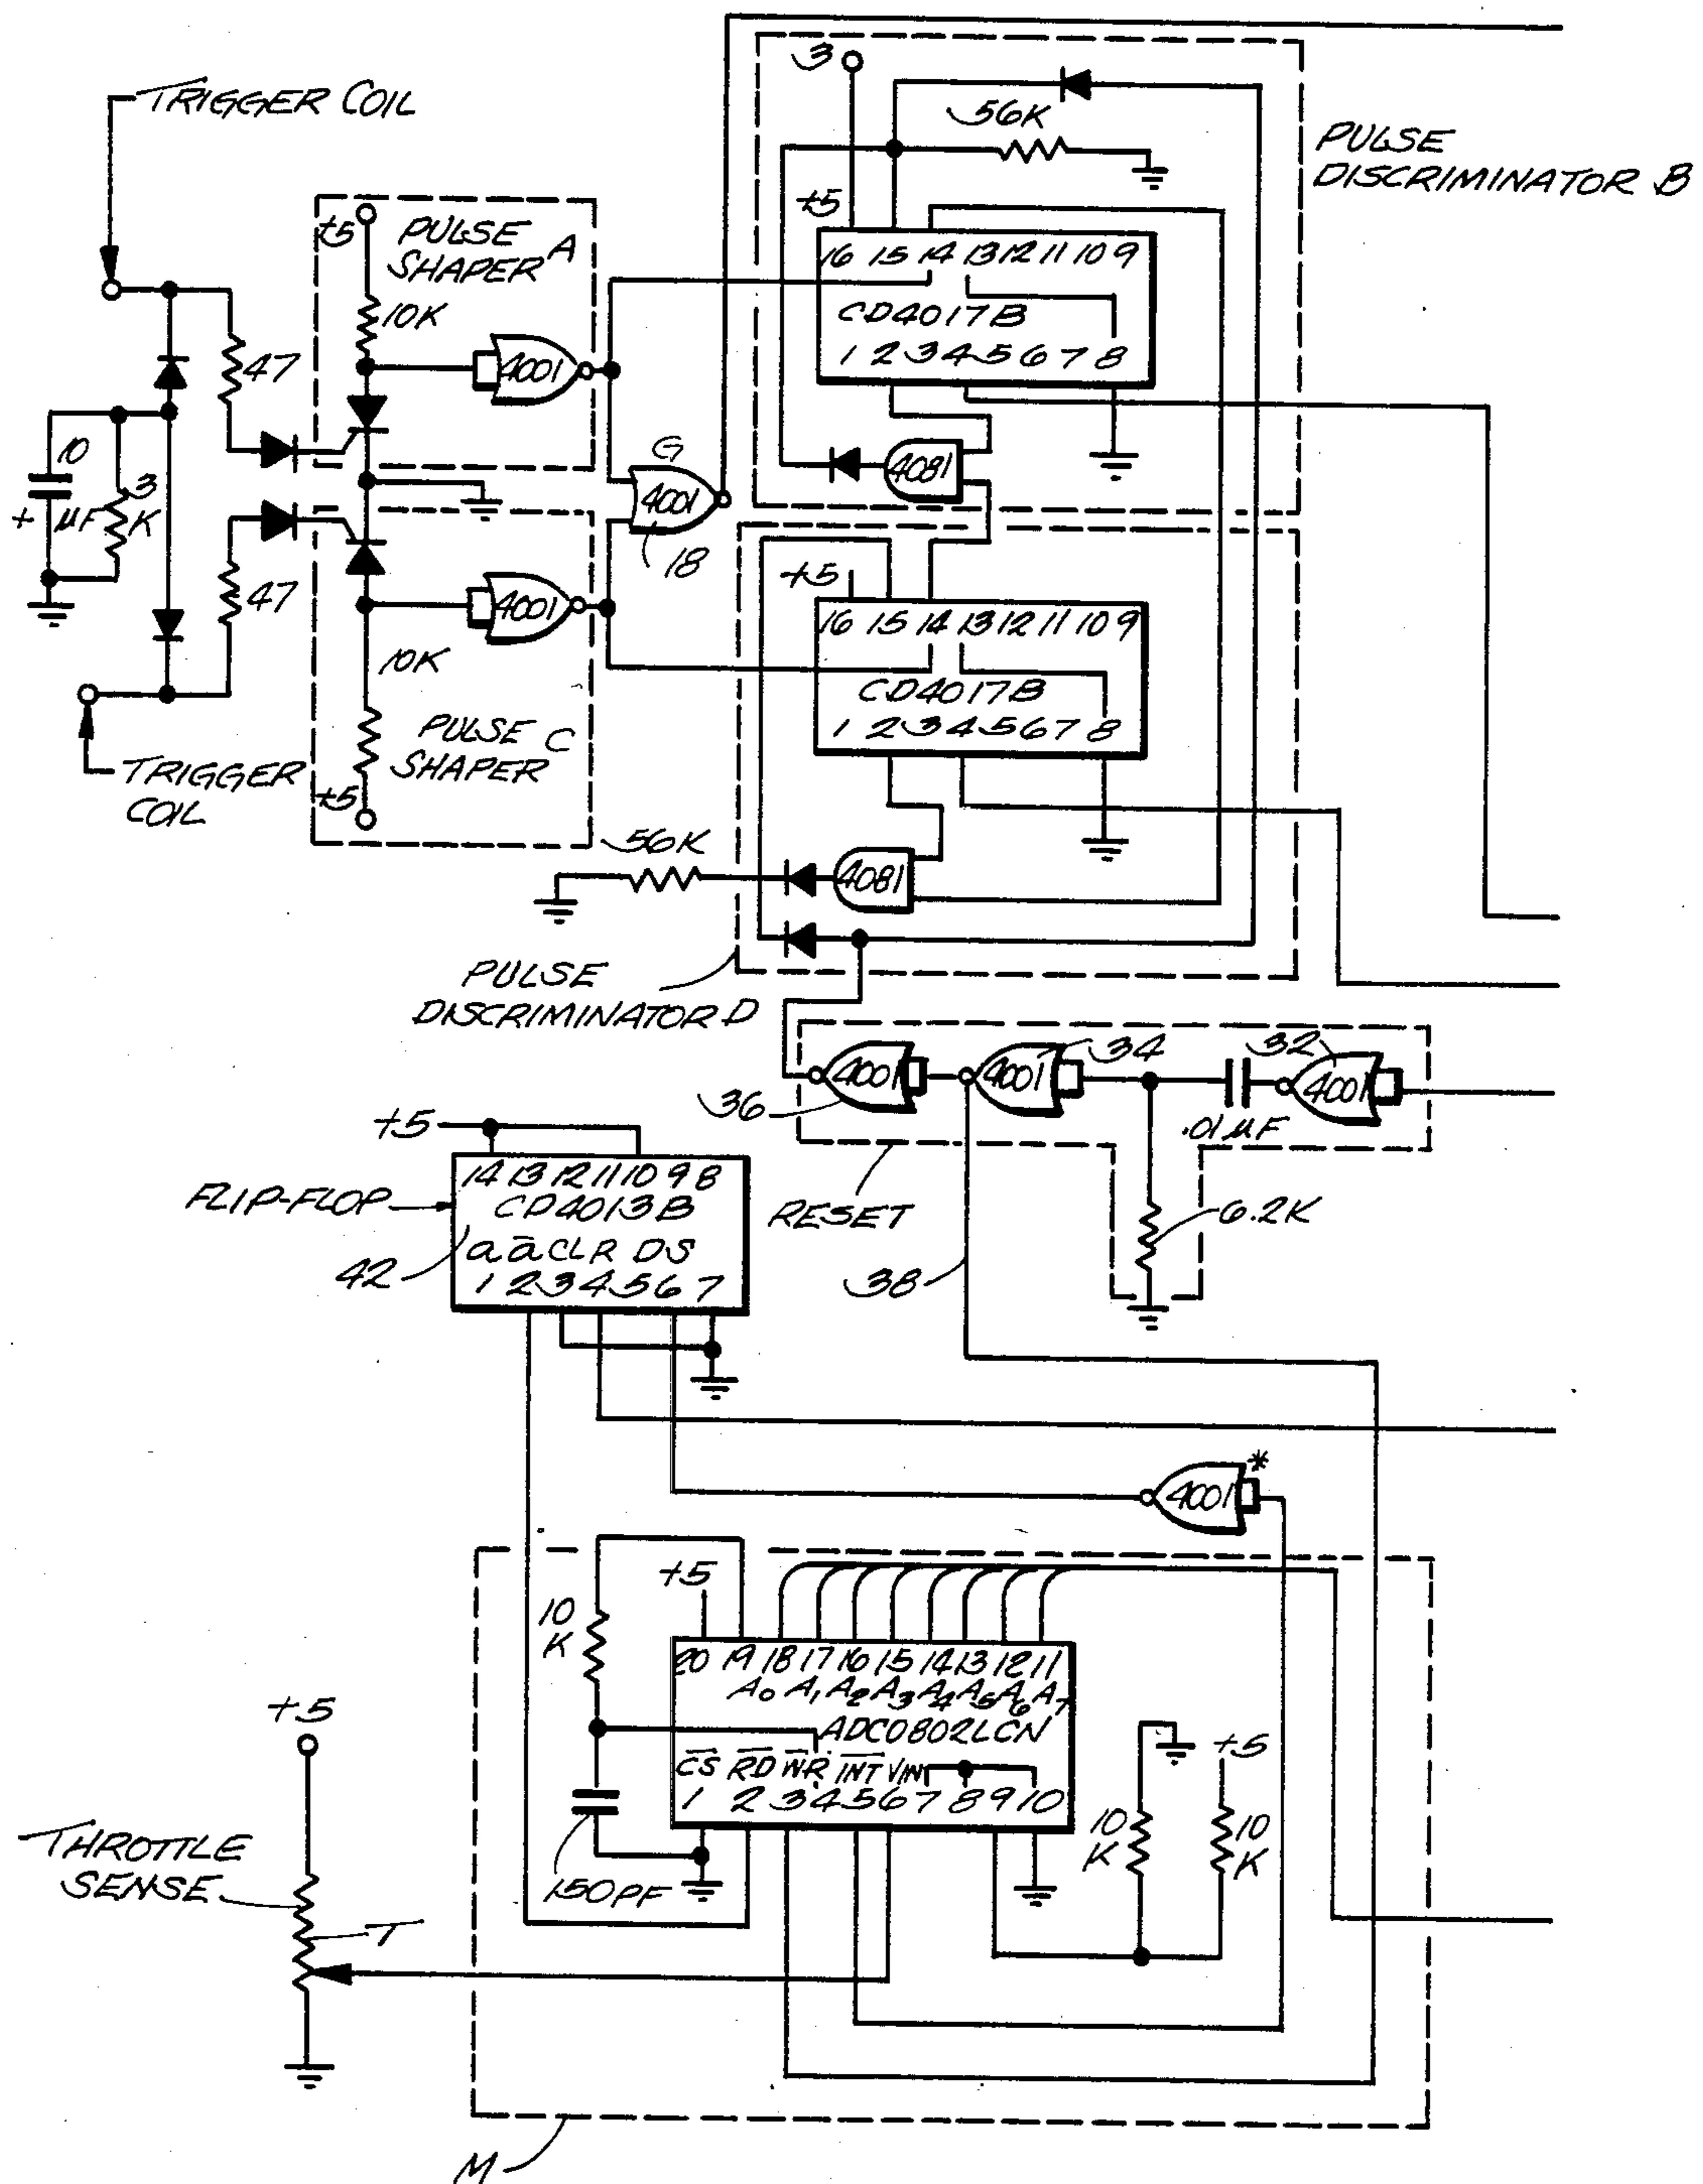 TRIGGER COIL
3
56K
PULSE
DISCRIMINATOR B
+5
16 15 14 13 12 11 10 9
CD4017B
1 2 3 4 5 6 7 8
+5
PULSE A
SHAPER
10K
4001
47
10
µF
+
3
K
4081
G
4001
18
47
4001
10K
PULSE C
SHAPER
+5
TRIGGER
COIL
+5
16 15 14 13 12 11 10 9
CD4017B
1 2 3 4 5 6 7 8
56K
4081
PULSE
DISCRIMINATOR D
36
4001
4001
34
32
4001
.01µF
RESET
6.2K
38
+5
14 13 12 11 10 9 8
CD4013B
a a̅ CLR DS
1 2 3 4 5 6 7
FLIP-FLOP
42
4001
*
+5
10
K
20 19 18 17 16 15 14 13 12 11
A0 A1 A2 A3 A4 A5 A6 A7
ADC0802LCN
C̅S̅ R̅D̅ W̅R̅ I̅N̅T̅ VIN
1 2 3 4 5 6 7 8 9 10
150PF
10
K
+5
10
K
+5
THROTTLE
SENSE
T
M